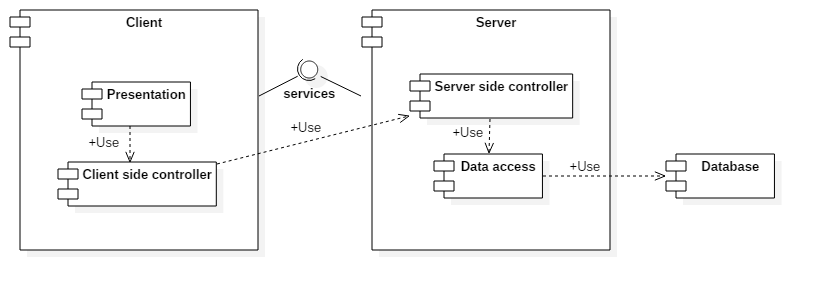 Client
Server
services
Presentation
Server side controller
+Use
+Use
+Use
Client side controller
Data access
+Use
Database